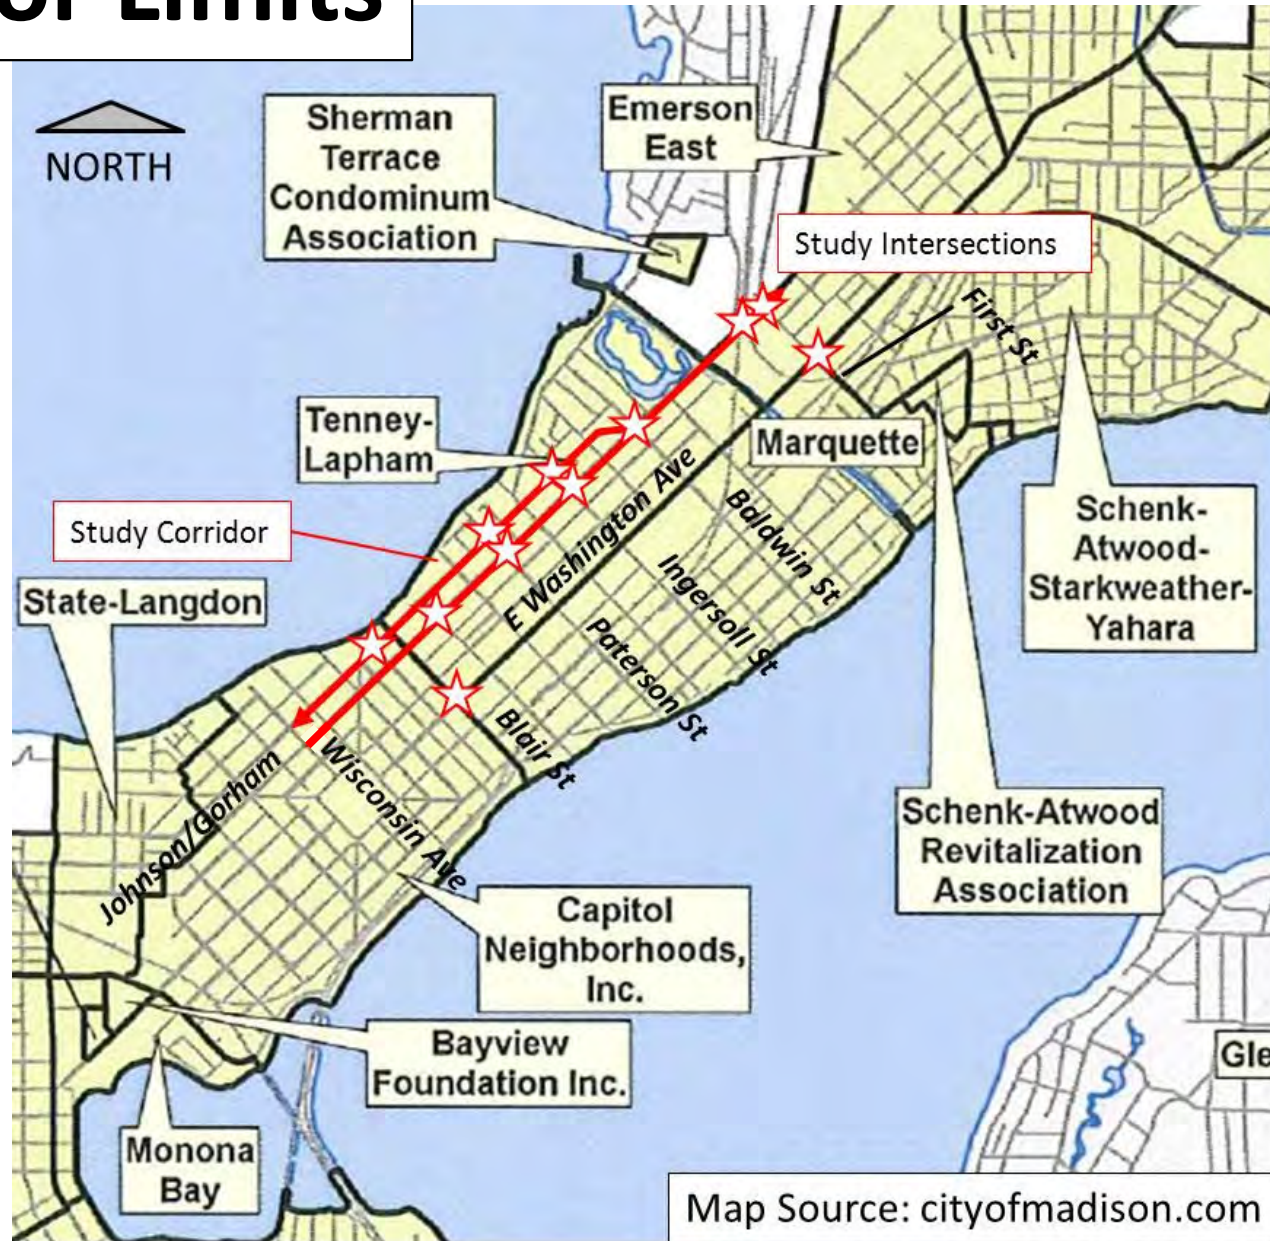 or Limits
NORTH
Sherman
Terrace
Condominum
Association
Emerson
East
Study Intersections
First St
Tenney-
Lapham
Marquette
E Washington Ave
Baldwin St
Study Corridor
Ingersoll St
Schenk-
Atwood-
Starkweather-
Yahara
State-Langdon
Paterson St
Blair St
Wisconsin Ave
Johnson/Gorham
Schenk-Atwood
Revitalization
Association
Capitol
Neighborhoods,
Inc.
Bayview
Foundation Inc.
Gle
Monona
Bay
Map Source: cityofmadison.com